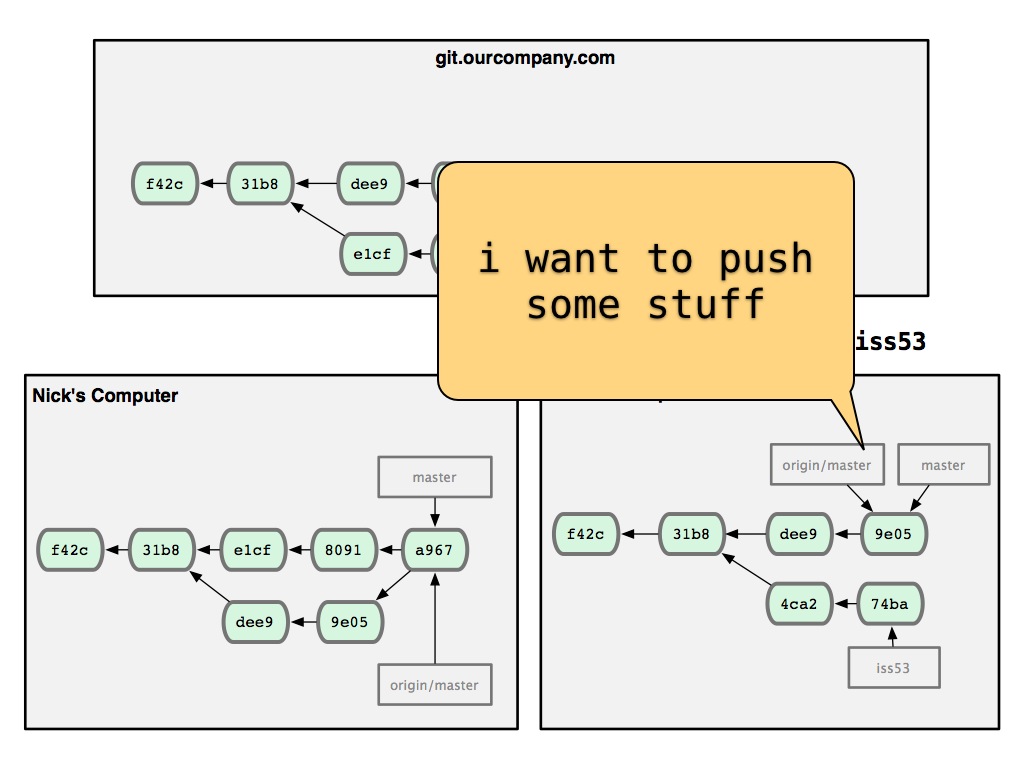 git.ourcompany.com
f42c 31b8 dee9
e1cf
i want to push
some stuff
iss53
Nick's Computer
master
origin/master master
f42c 31b8 e1cf 8091 a967
f42c 31b8 dee9 9e05
dee9 9e05
4ca2 74ba
origin/master
iss53